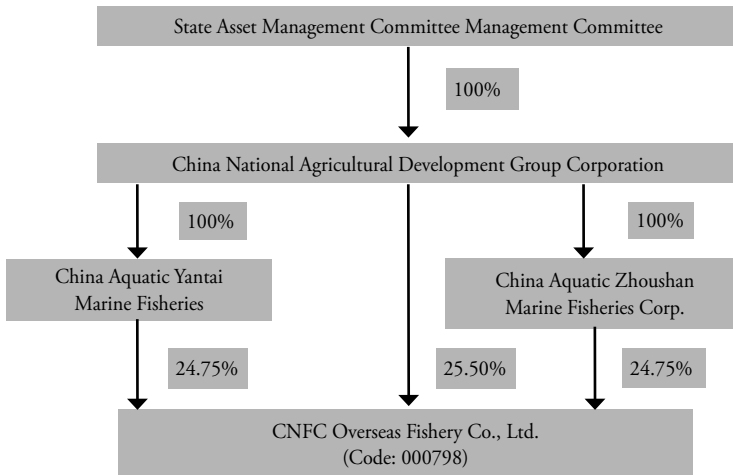 State Asset Management Committee Management Committee
100%
China National Agricultural Development Group Corporation
100%
100%
China Aquatic Yantai
Marine Fisheries
China Aquatic Zhoushan
Marine Fisheries Corp.
24.75%
25.50%
24.75%
CNFC Overseas Fishery Co., Ltd.
(Code: 000798)